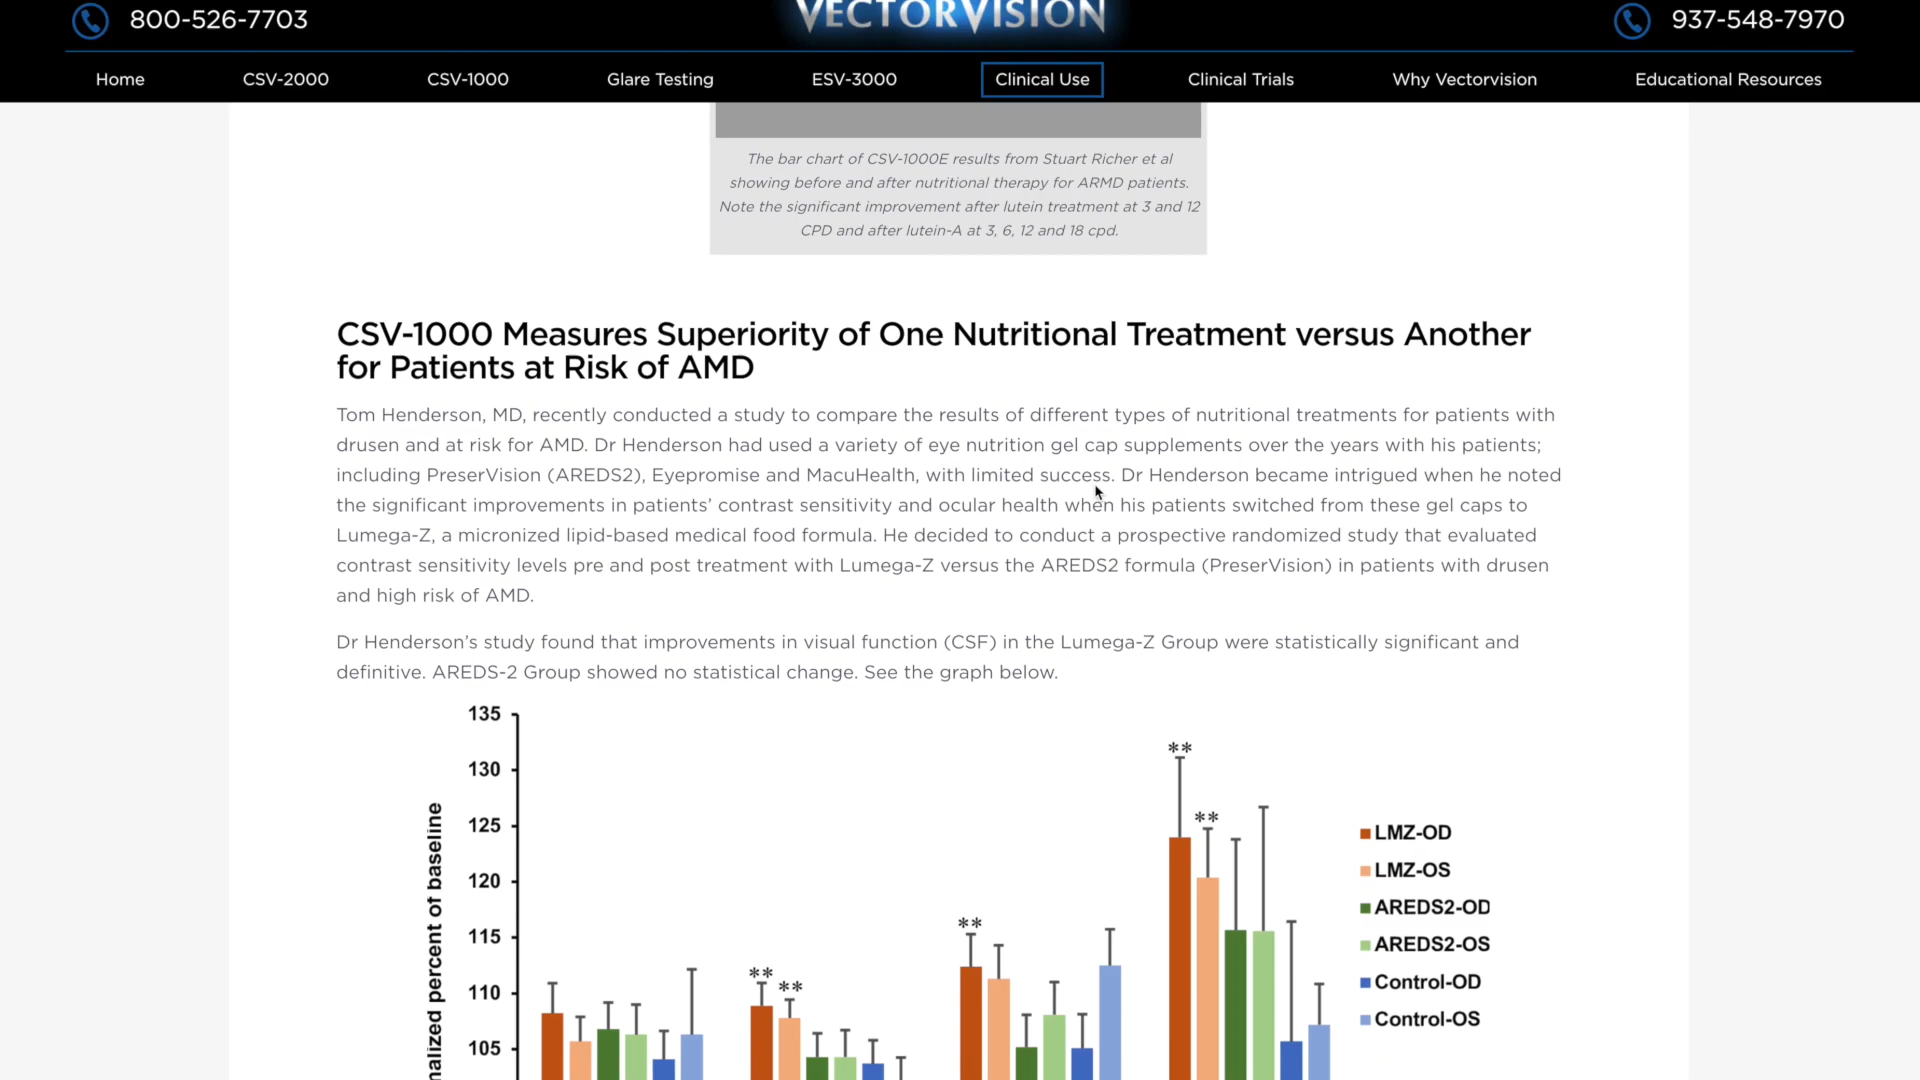 800-526-7703
VECTORVISION
937-548-7970
Home CSV-2000 CSV-1000 Glare Testing ESV-3000 Clinical Use Clinical Trials Why Vectorvision Educational Resources
The bar chart of CSV-1000E results from Stuart Richer et al
showing before and after nutritional therapy for ARMD patients.
Note the significant improvement after lutein treatment at 3 and 12
CPD and after lutein-A at 3, 6, 12 and 18 cpd.
CSV-1000 Measures Superiority of One Nutritional Treatment versus Another
for Patients at Risk of AMD
Tom Henderson, MD, recently conducted a study to compare the results of different types of nutritional treatments for patients with
drusen and at risk for AMD. Dr Henderson had used a variety of eye nutrition gel cap supplements over the years with his patients;
including PreserVision (AREDS2), Eyepromise and MacuHealth, with limited success. Dr Henderson became intrigued when he noted
the significant improvements in patients’ contrast sensitivity and ocular health when his patients switched from these gel caps to
Lumega-Z, a micronized lipid-based medical food formula. He decided to conduct a prospective randomized study that evaluated
contrast sensitivity levels pre and post treatment with Lumega-Z versus the AREDS2 formula (PreserVision) in patients with drusen
and high risk of AMD.
Dr Henderson’s study found that improvements in visual function (CSF) in the Lumega-Z Group were statistically significant and
definitive. AREDS-2 Group showed no statistical change. See the graph below.
135
130
125
120
115
110
105
malized percent of baseline
**
**
**
**
**
LMZ-OD
LMZ-OS
AREDS2-OD
AREDS2-OS
Control-OD
Control-OS